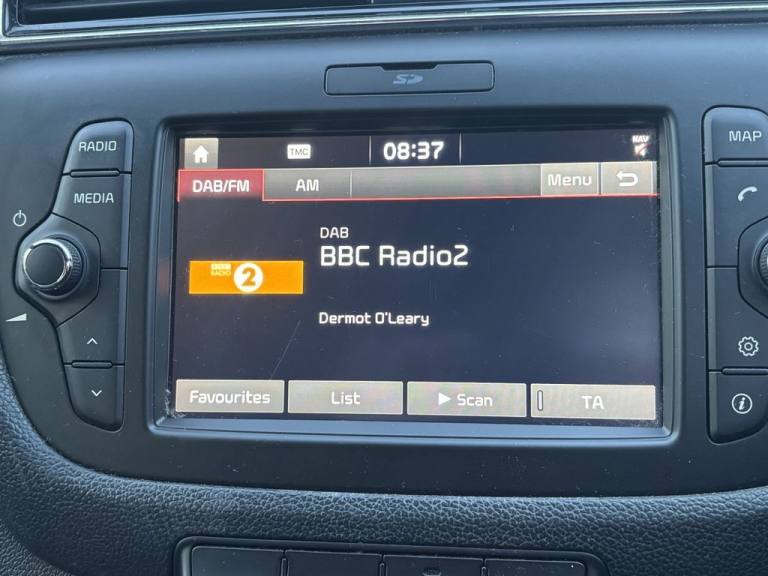 SD
RADIO
MEDIA
MAP
TMC
08:37
NAV
DAB/FM
AM
Menu
DAB
BBC Radio2
BBC
RADIO
2
Dermot O'Leary
Favourites
List
Scan
TA